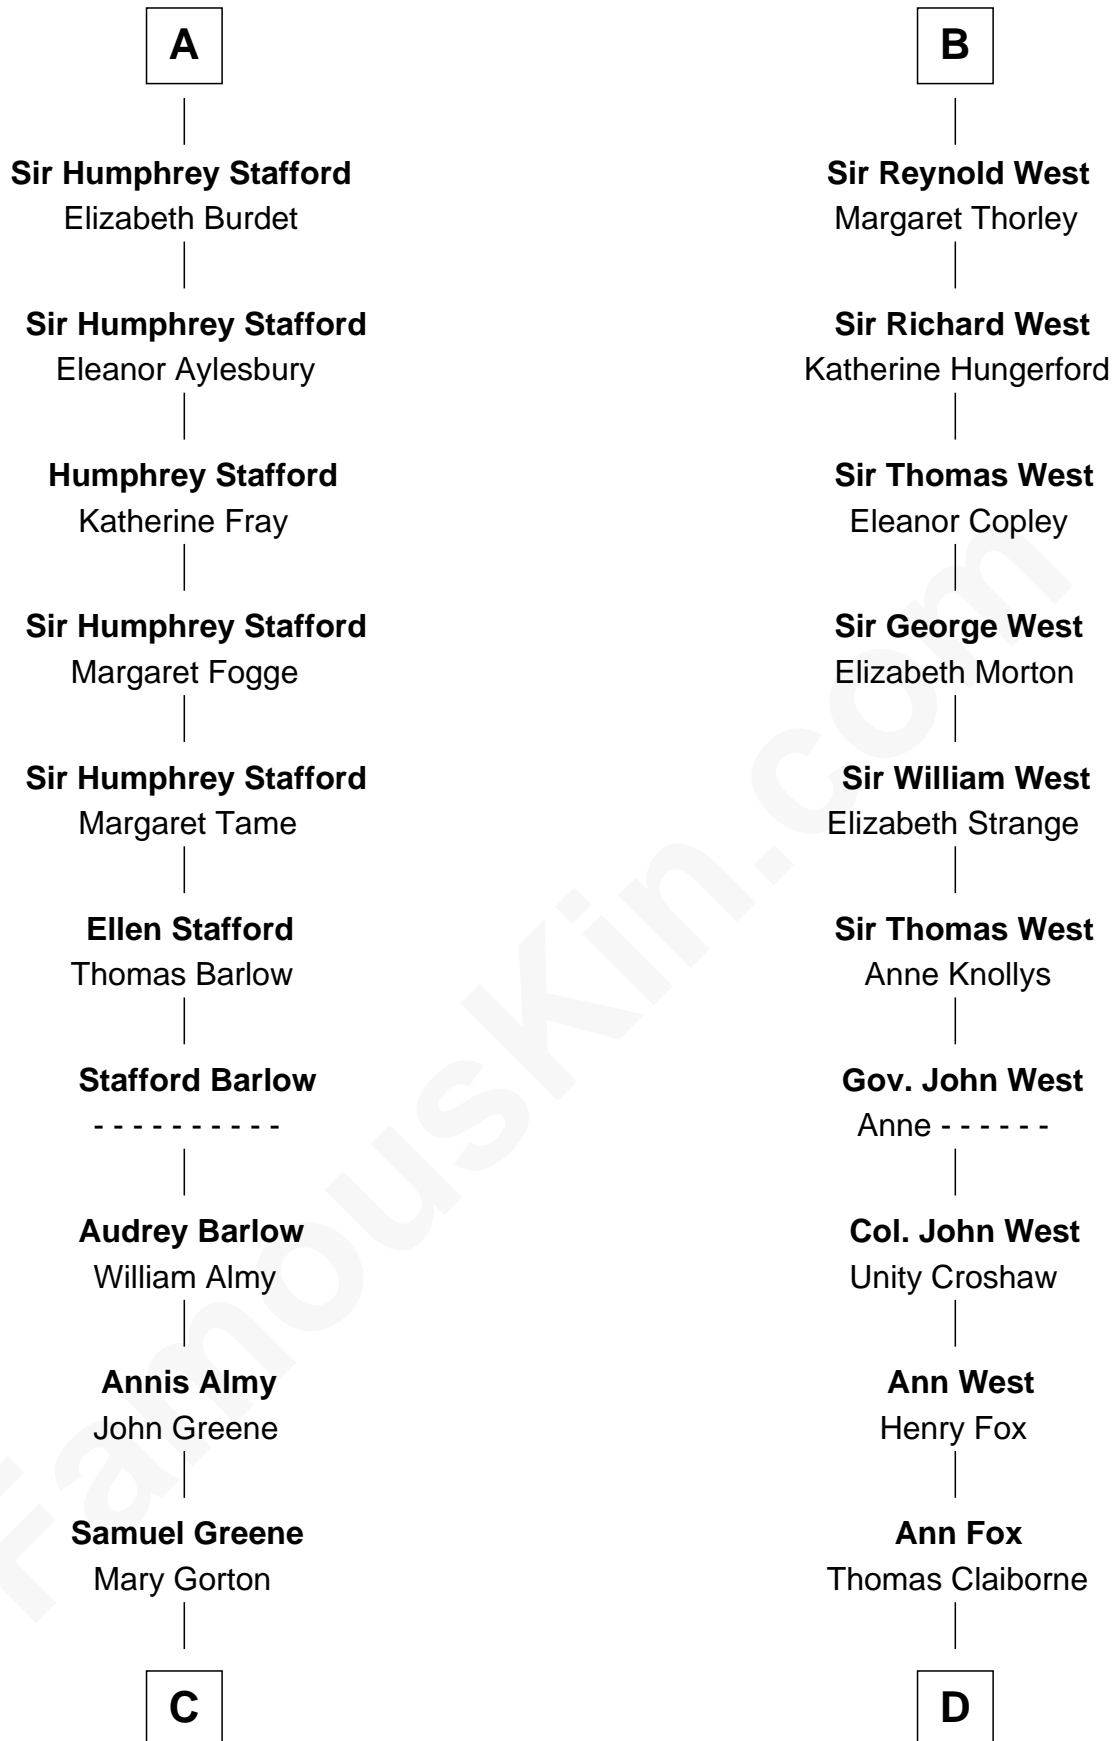 A
Sir Humphrey Stafford
Elizabeth Burdet
Sir Humphrey Stafford
Eleanor Aylesbury
Humphrey Stafford
Katherine Fray
Sir Humphrey Stafford
Margaret Fogge
Sir Humphrey Stafford
Margaret Tame
Ellen Stafford
Thomas Barlow
Stafford Barlow
- - - - - - - - - -
Audrey Barlow
William Almy
Annis Almy
John Greene
Samuel Greene
Mary Gorton
C
B
Sir Reynold West
Margaret Thorley
Sir Richard West
Katherine Hungerford
Sir Thomas West
Eleanor Copley
Sir George West
Elizabeth Morton
Sir William West
Elizabeth Strange
Sir Thomas West
Anne Knollys
Gov. John West
Anne - - - - - -
Col. John West
Unity Croshaw
Ann West
Henry Fox
Ann Fox
Thomas Claiborne
D
FamousKin.com